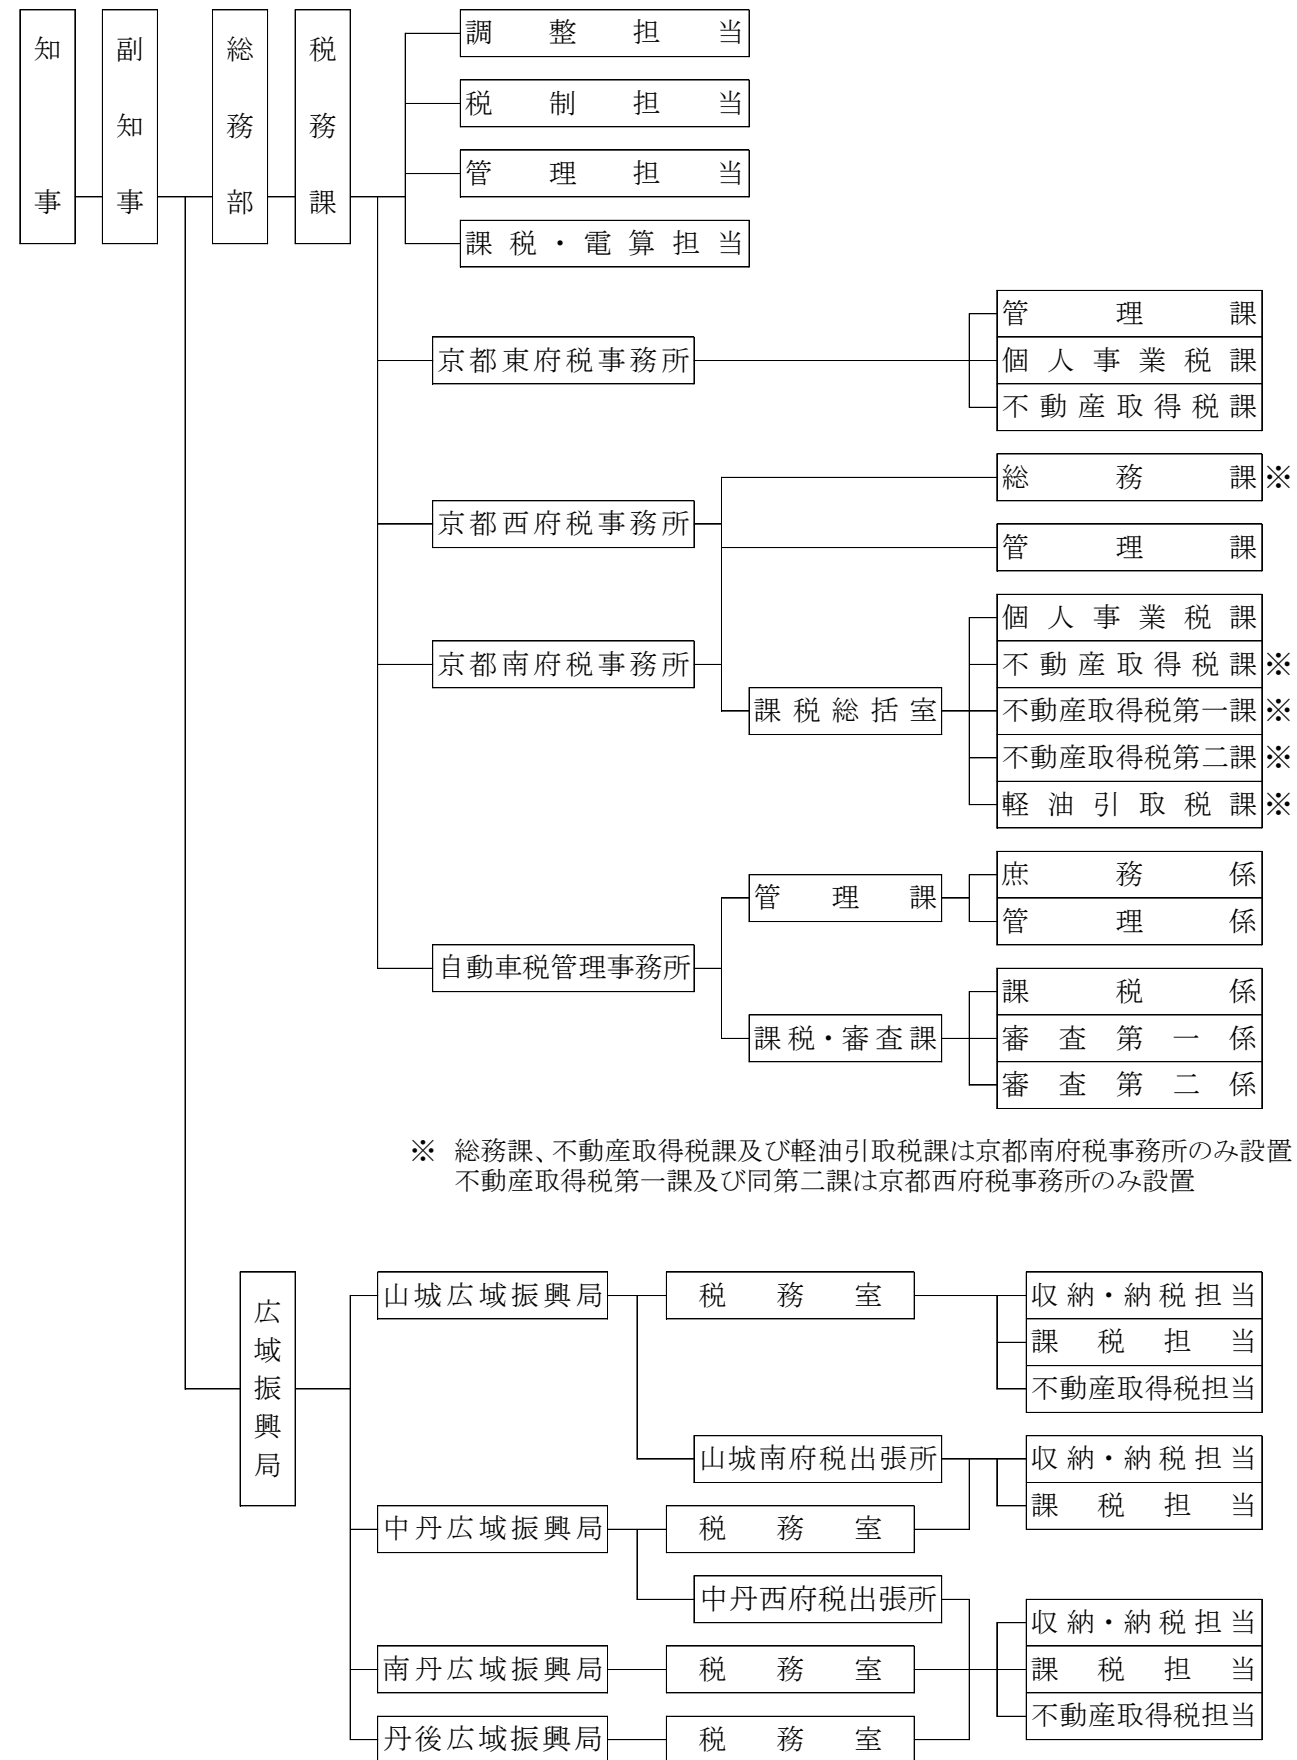 知事
副知事
総務部
税務課
調整担当
税制担当
管理担当
課税・電算担当
京都東府税事務所
管理課
個人事業税課
不動産取得税課
京都西府税事務所
京都南府税事務所
総務課※
管理課
課税総括室
個人事業税課
不動産取得税課※
不動産取得税第一課※
不動産取得税第二課※
軽油引取税課※
自動車税管理事務所
管理課
庶務係
管理係
課税・審査課
課税係
審査第一係
審査第二係
※ 総務課、不動産取得税課及び軽油引取税課は京都南府税事務所のみ設置
不動産取得税第一課及び同第二課は京都西府税事務所のみ設置
広域振興局
山城広域振興局
税務室
収納・納税担当
課税担当
不動産取得税担当
山城南府税出張所
収納・納税担当
課税担当
中丹広域振興局
税務室
中丹西府税出張所
収納・納税担当
課税担当
不動産取得税担当
南丹広域振興局
税務室
丹後広域振興局
税務室